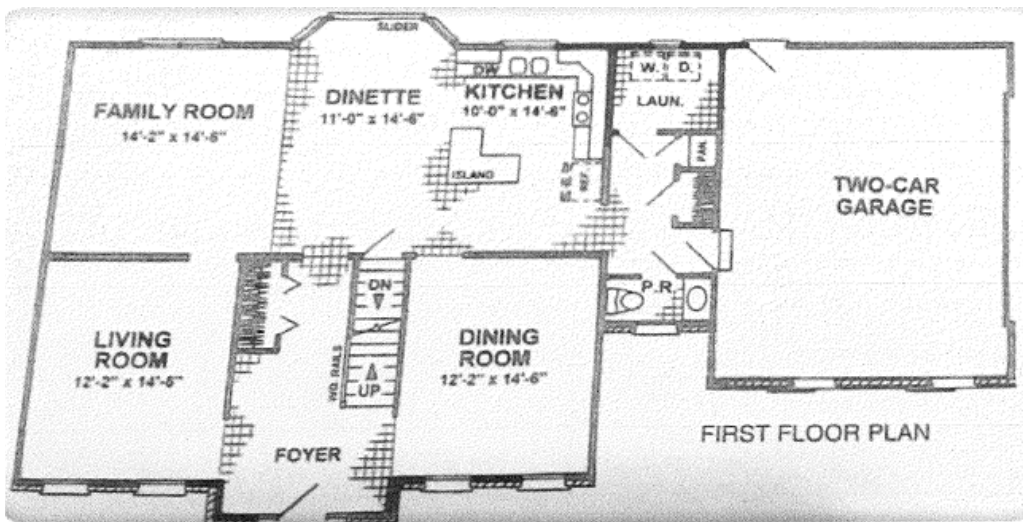 SLIDER
FAMILY ROOM
14'-2" x 14'-6"
DINETTE
11'-0" x 14'-6"
DW
KITCHEN
10'-0" x 14'-6"
ISLAND
REF.
W. D.
LAUN.
PAN.
TWO-CAR
GARAGE
LIVING
ROOM
12'-2" x 14'-6"
DN
UP
WD. RAILS
DINING
ROOM
12'-2" x 14'-6"
P.R.
FOYER
FIRST FLOOR PLAN